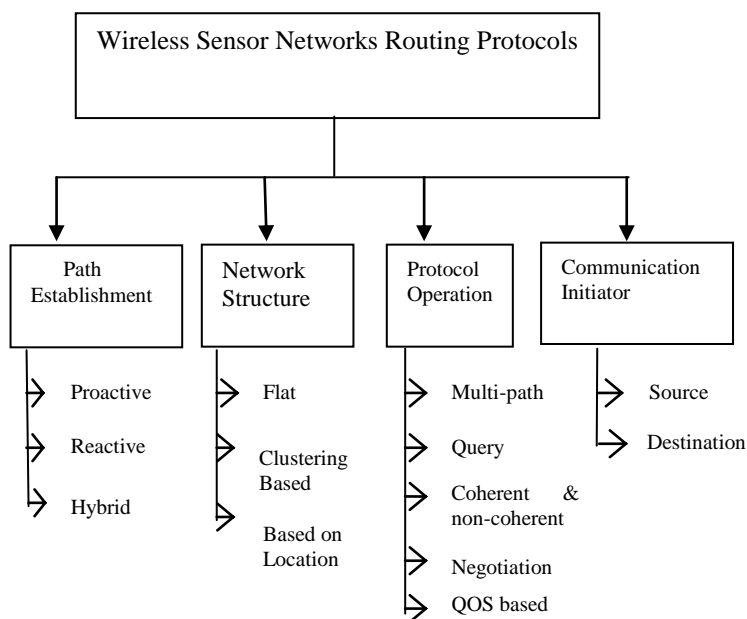 Wireless Sensor Networks Routing Protocols
Path
Establishment
Proactive
Reactive
Hybrid
Network
Structure
Flat
Clustering
Based
Based on
Location
Protocol
Operation
Multi-path
Query
Coherent &
non-coherent
Negotiation
QOS based
Communication
Initiator
Source
Destination